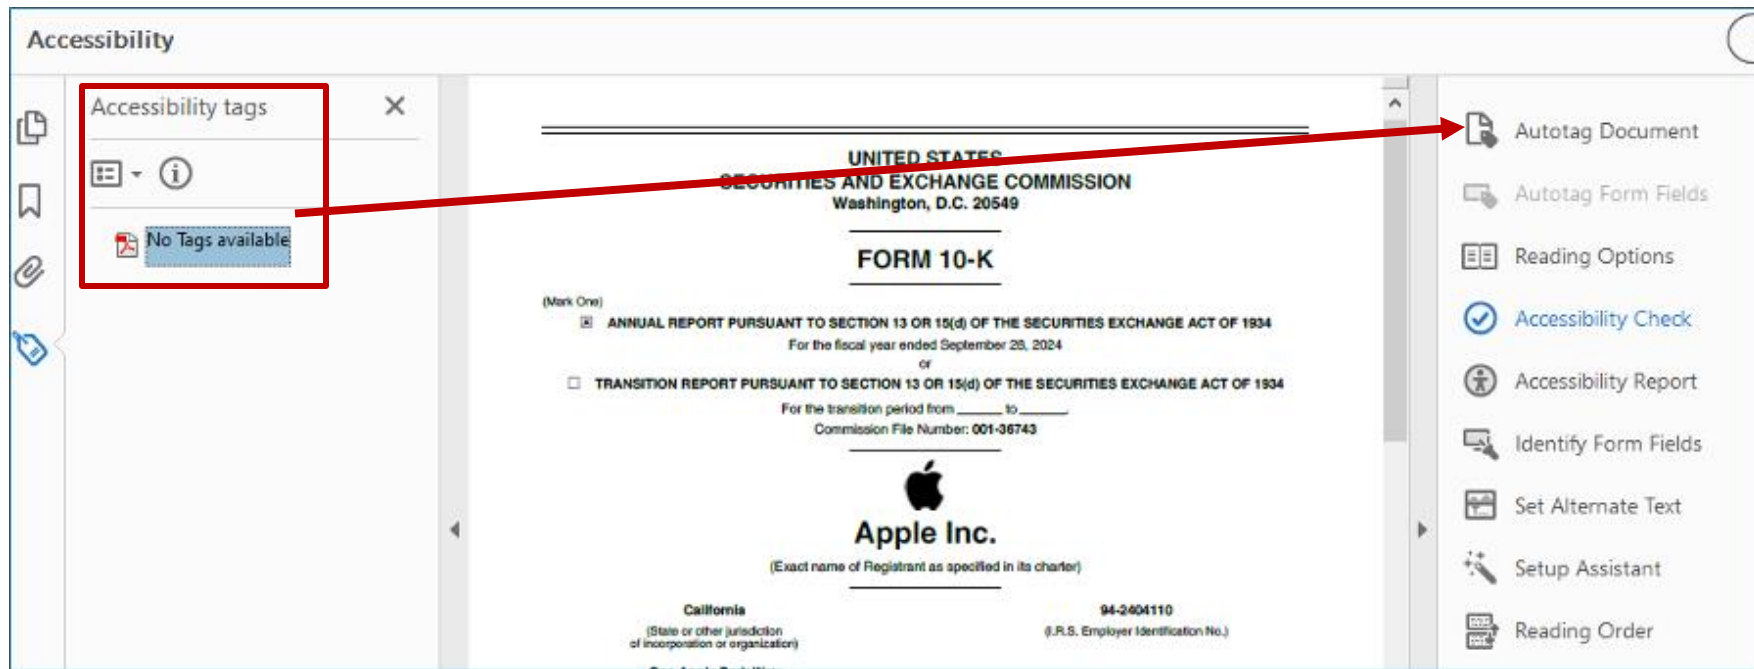 Accessibility
Accessibility tags
No Tags available
UNITED STATES
SECURITIES AND EXCHANGE COMMISSION
Washington, D.C. 20549
FORM 10-K
(Mark One)
ANNUAL REPORT PURSUANT TO SECTION 13 OR 15(d) OF THE SECURITIES EXCHANGE ACT OF 1934
For the fiscal year ended September 28, 2024
or
TRANSITION REPORT PURSUANT TO SECTION 13 OR 15(d) OF THE SECURITIES EXCHANGE ACT OF 1934
For the transition period from ______ to ______.
Commission File Number: 001-36743
Apple Inc.
(Exact name of Registrant as specified in its charter)
California
(State or other jurisdiction
of incorporation or organization)
94-2404110
(I.R.S. Employer Identification No.)
Autotag Document
Autotag Form Fields
Reading Options
Accessibility Check
Accessibility Report
Identify Form Fields
Set Alternate Text
Setup Assistant
Reading Order